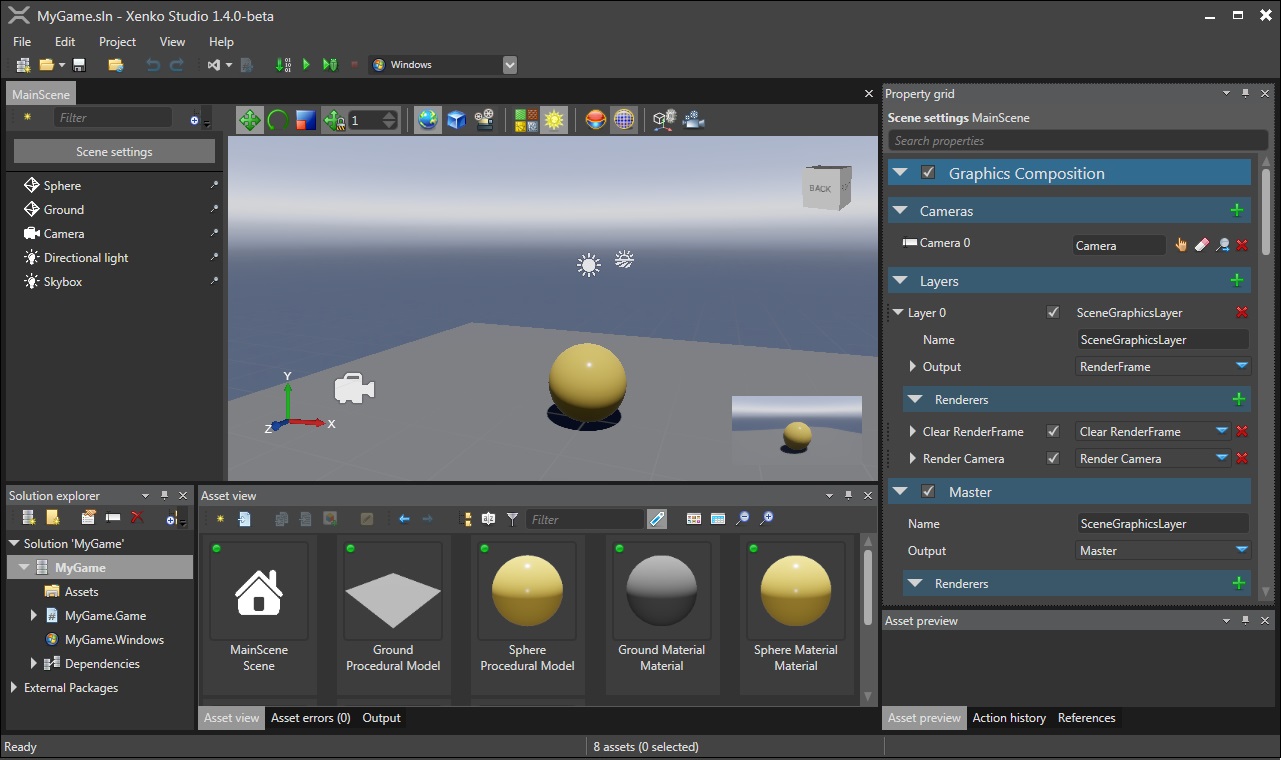 MyGame.sln - Xenko Studio 1.4.0-beta
File Edit Project View Help
Windows
MainScene
Filter
Scene settings
Sphere
Ground
Camera
Directional light
Skybox
1
BACK
Y
X
Z
Property grid
Scene settings MainScene
Search properties
Graphics Composition
Cameras
Camera 0 Camera
Layers
Layer 0 SceneGraphicsLayer
Name SceneGraphicsLayer
Output RenderFrame
Renderers
Clear RenderFrame Clear RenderFrame
Render Camera Render Camera
Master
Name SceneGraphicsLayer
Output Master
Renderers
Solution explorer
Solution 'MyGame'
MyGame
Assets
MyGame.Game
MyGame.Windows
Dependencies
External Packages
Asset view
Filter
MainScene
Scene
Ground
Procedural Model
Sphere
Procedural Model
Ground Material
Material
Sphere Material
Material
Asset view Asset errors (0) Output
Asset preview
Asset preview Action history References
Ready 8 assets (0 selected)